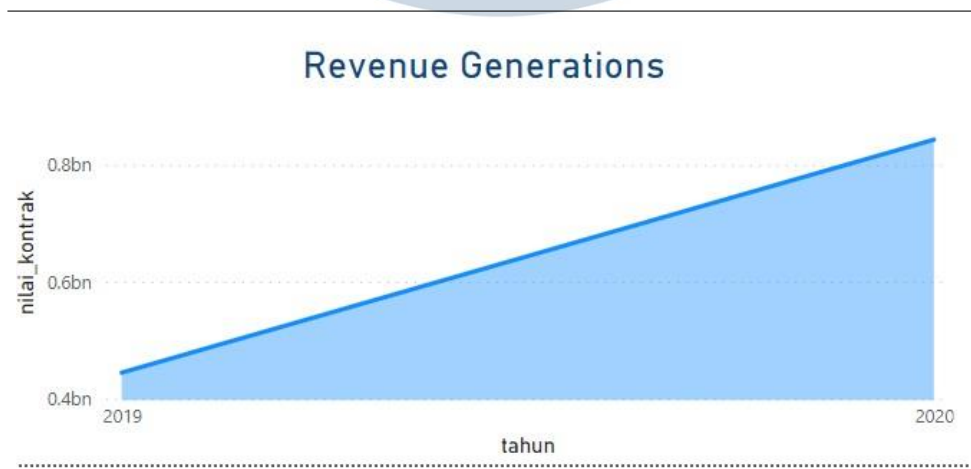 Revenue Generations
0.8bn
nilai_kontrak
0.6bn
0.4bn
2019
2020
tahun